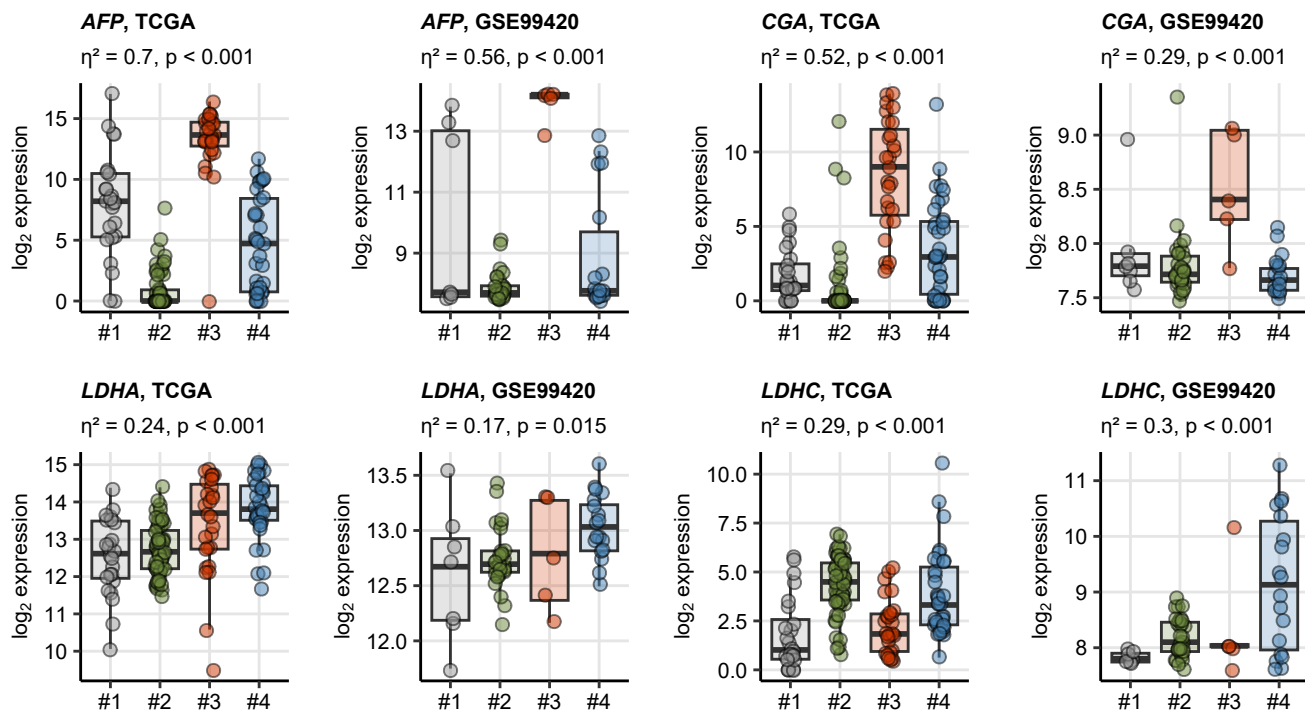 AFP, TCGA
η² = 0.7, p < 0.001
log₂ expression
15
10
5
0
#1 #2 #3 #4
AFP, GSE99420
η² = 0.56, p < 0.001
log₂ expression
13
11
9
#1 #2 #3 #4
CGA, TCGA
η² = 0.52, p < 0.001
log₂ expression
10
5
0
#1 #2 #3 #4
CGA, GSE99420
η² = 0.29, p < 0.001
log₂ expression
9.0
8.5
8.0
7.5
#1 #2 #3 #4
LDHA, TCGA
η² = 0.24, p < 0.001
log₂ expression
15
14
13
12
11
10
#1 #2 #3 #4
LDHA, GSE99420
η² = 0.17, p = 0.015
log₂ expression
13.5
13.0
12.5
12.0
#1 #2 #3 #4
LDHC, TCGA
η² = 0.29, p < 0.001
log₂ expression
10.0
7.5
5.0
2.5
0.0
#1 #2 #3 #4
LDHC, GSE99420
η² = 0.3, p < 0.001
log₂ expression
11
10
9
8
#1 #2 #3 #4